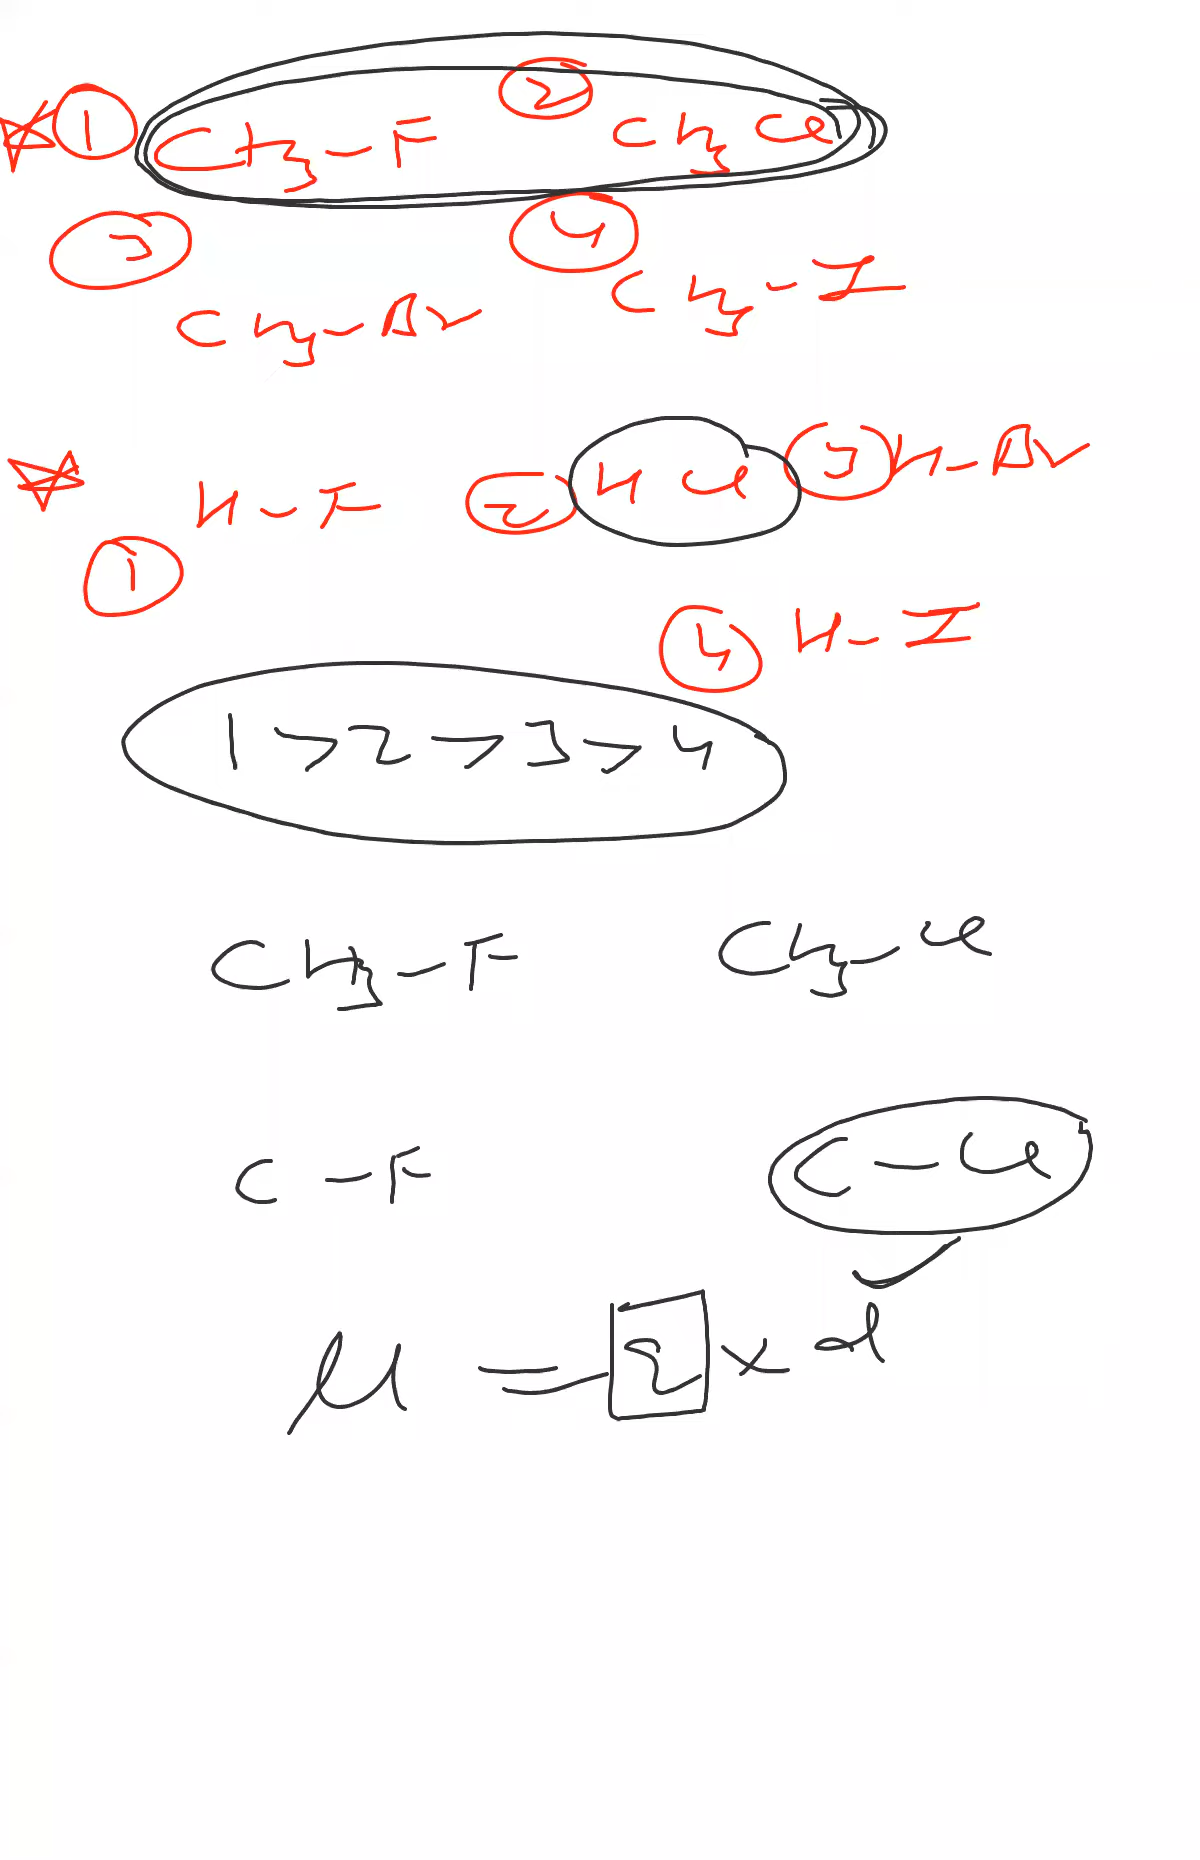 ① CH3-F ② CH3Cl
③ CH3-Br ④ CH3-I
① H-F ② HCl ③ H-Br
④ H-I
1 > 2 > 3 > 4
CH3-F CH3-Cl
C-F C-Cl
μ = q × d